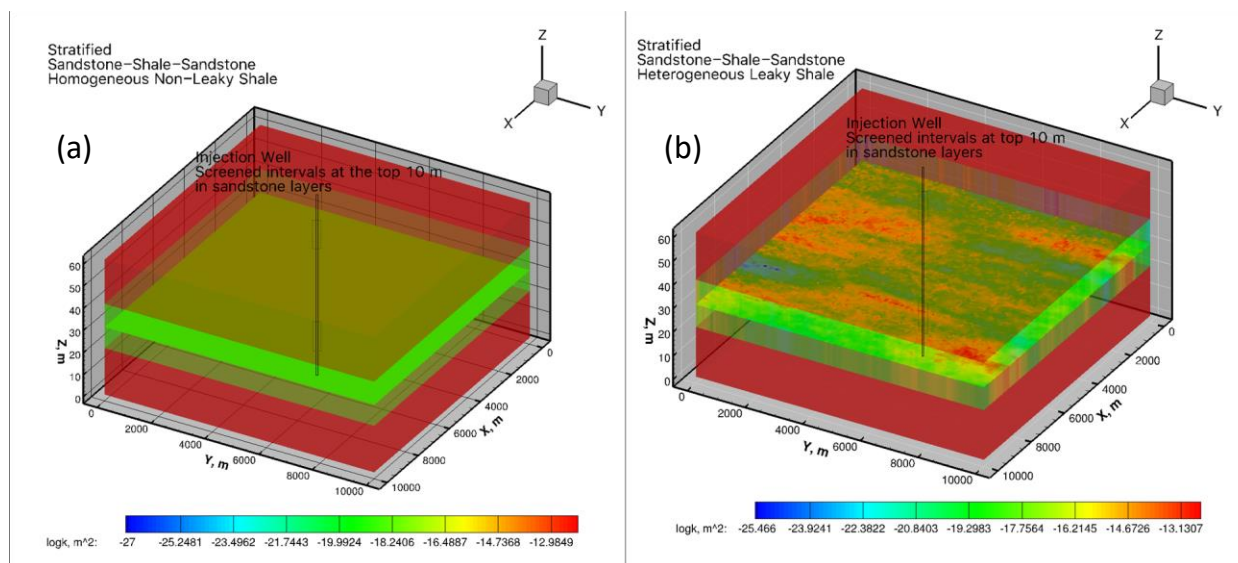 Stratified
Sandstone-Shale-Sandstone
Homogeneous Non-Leaky Shale
Z
X
Y
(a)
Injection Well
Screened intervals at the top 10 m
in sandstone layers
60
50
40
30
20
10
0
Z, m
0
2000
4000
6000
8000
10000
Y, m
0
2000
4000
6000
8000
10000
X, m
logk, m^2: -27 -25.2481 -23.4962 -21.7443 -19.9924 -18.2406 -16.4887 -14.7368 -12.9849
Stratified
Sandstone-Shale-Sandstone
Heterogeneous Leaky Shale
Z
X
Y
(b)
Injection Well
Screened intervals at top 10 m
in sandstone layers
60
50
40
30
20
10
0
Z, m
0
2000
4000
6000
8000
10000
Y, m
0
2000
4000
6000
8000
10000
X, m
logk, m^2: -25.466 -23.9241 -22.3822 -20.8403 -19.2983 -17.7564 -16.2145 -14.6726 -13.1307